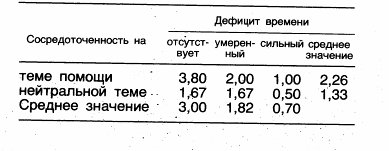 Дефицит времени
Сосредоточенность на отсутст- умерен- сильный среднее
вует ный значение
теме помощи 3,80 2,00 1,00 2,26
нейтральной теме 1,67 1,67 0,50 1,33
Среднее значение 3,00 1,82 0,70